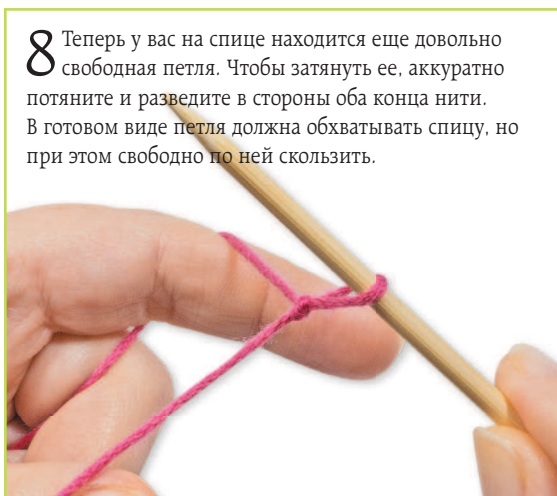 8 Теперь у вас на спице находится еще довольно
свободная петля. Чтобы затянуть ее, аккуратно
потяните и разведите в стороны оба конца нити.
В готовом виде петля должна обхватывать спицу, но
при этом свободно по ней скользить.